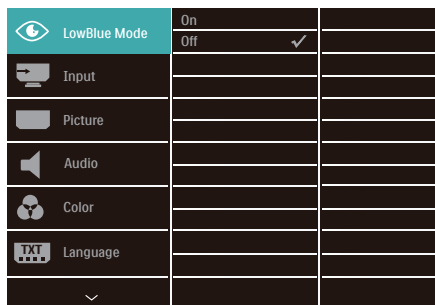 LowBlue Mode
On
Off
Input
Picture
Audio
Color
TXT
Language